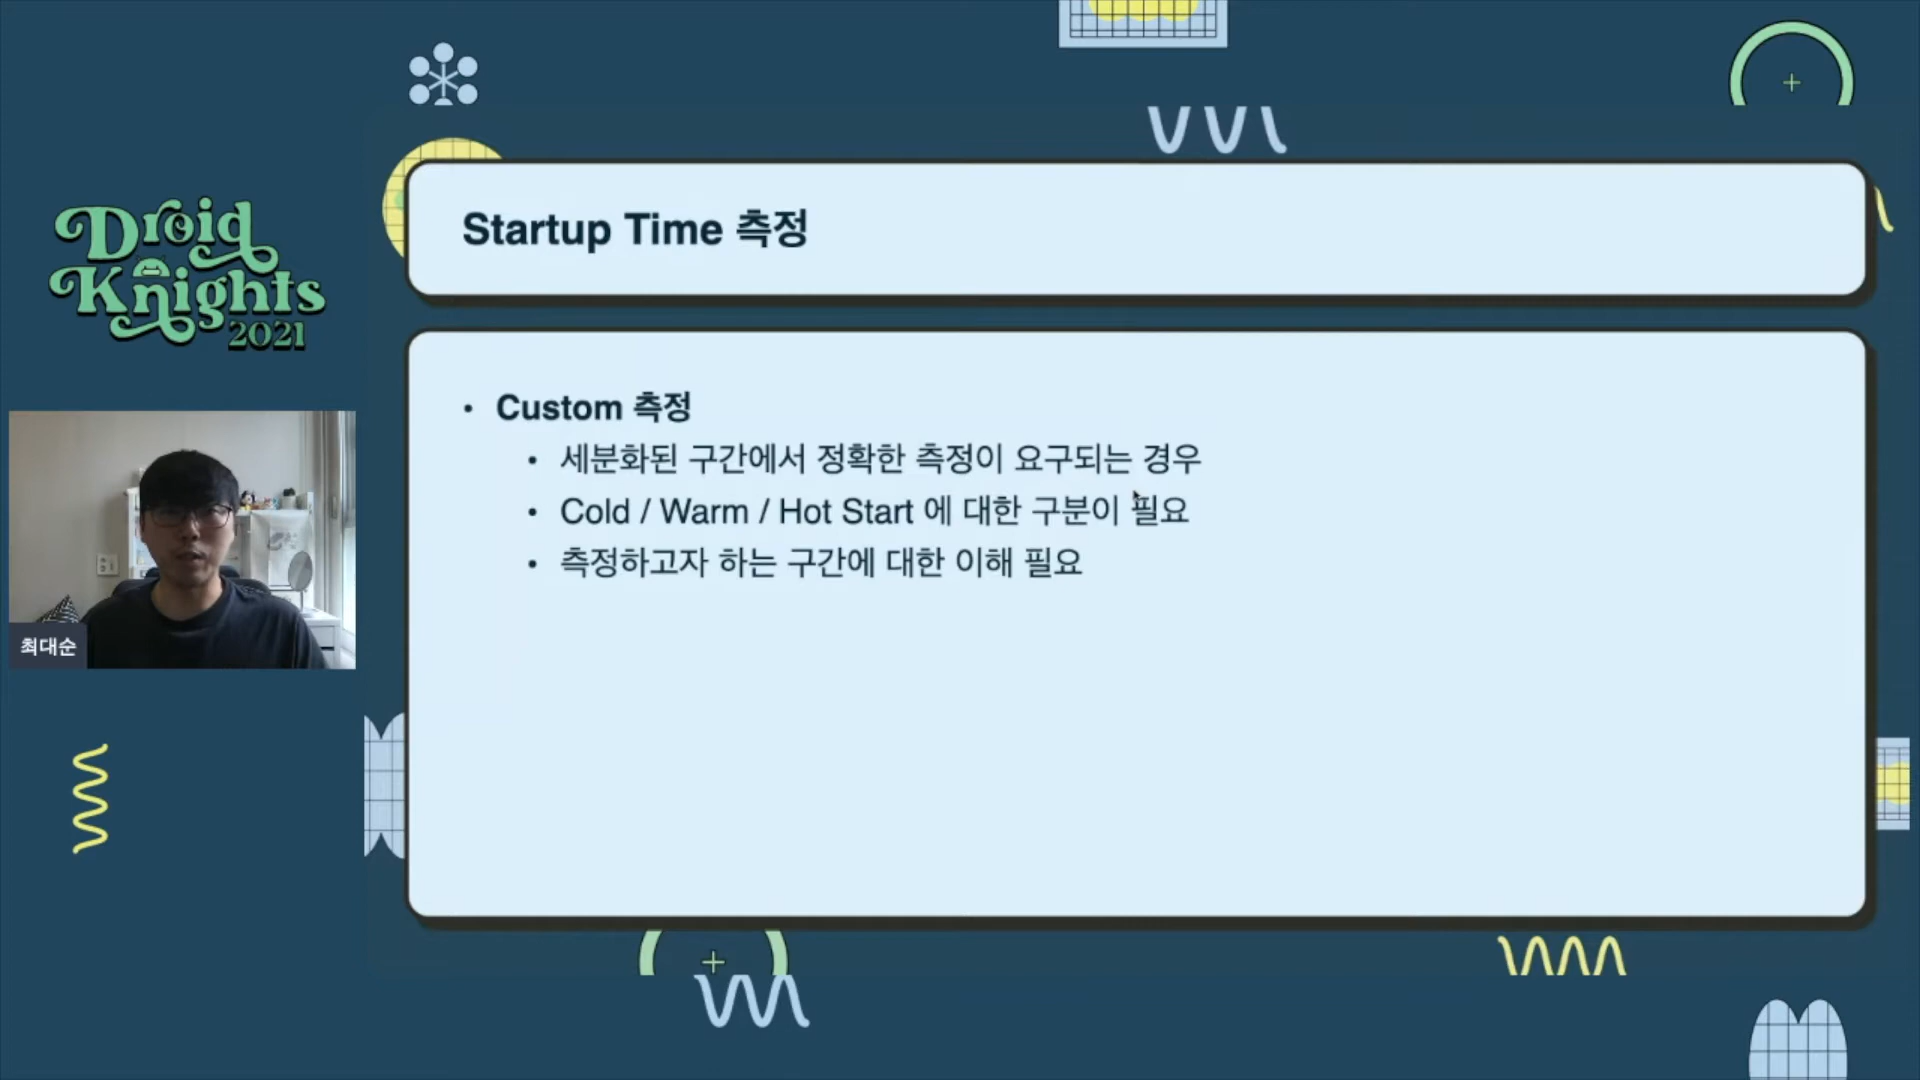 Droid
Knights
2021
Startup Time 측정
• Custom 측정
• 세분화된 구간에서 정확한 측정이 요구되는 경우
• Cold / Warm / Hot Start 에 대한 구분이 필요
• 측정하고자 하는 구간에 대한 이해 필요
최대순